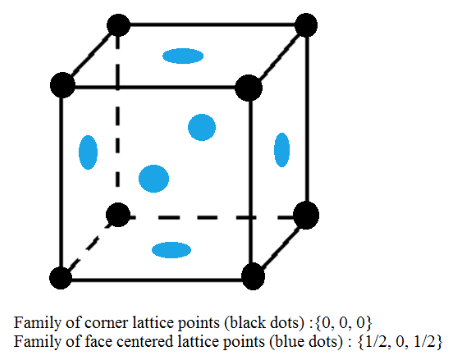 Family of corner lattice points (black dots) :{0, 0, 0}
Family of face centered lattice points (blue dots) : {1/2, 0, 1/2}